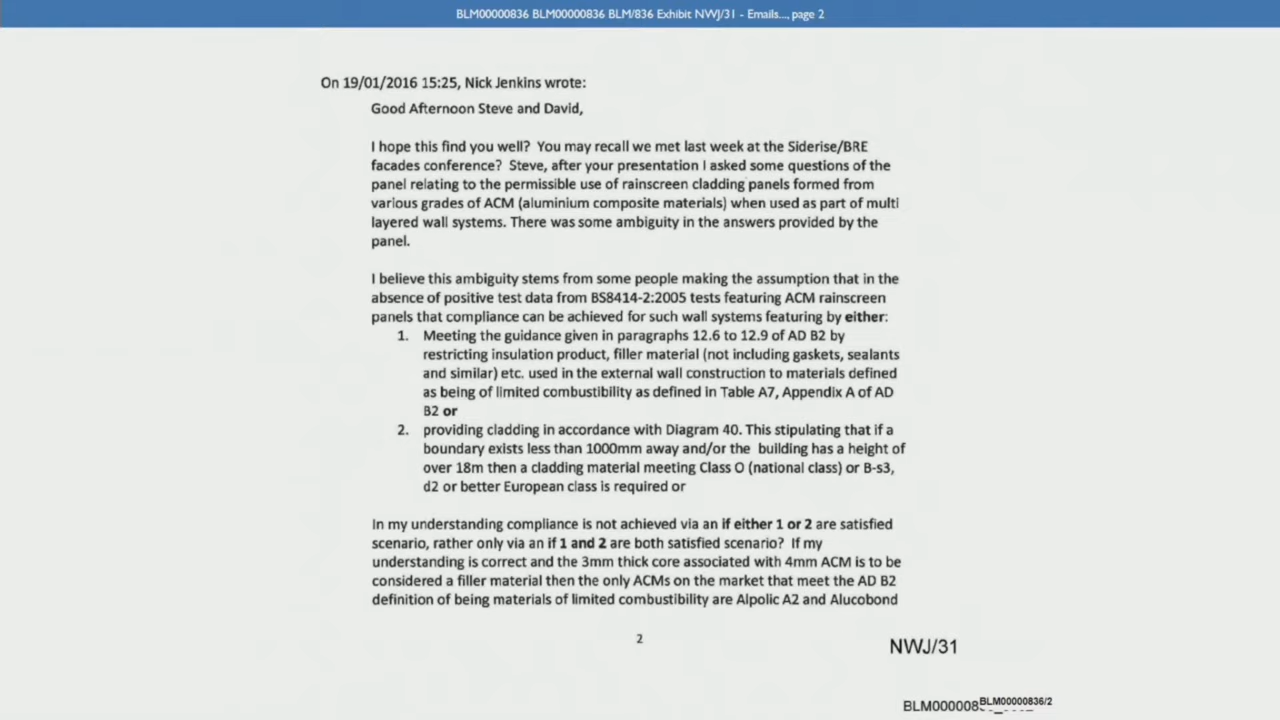 BLM00000836 BLM00000836 BLM/836 Exhibit NWJ/31 - Emails..., page 2
On 19/01/2016 15:25, Nick Jenkins wrote:
Good Afternoon Steve and David,
I hope this find you well? You may recall we met last week at the Siderise/BRE
facades conference? Steve, after your presentation I asked some questions of the
panel relating to the permissible use of rainscreen cladding panels formed from
various grades of ACM (aluminium composite materials) when used as part of multi
layered wall systems. There was some ambiguity in the answers provided by the
panel.
I believe this ambiguity stems from some people making the assumption that in the
absence of positive test data from BS8414-2:2005 tests featuring ACM rainscreen
panels that compliance can be achieved for such wall systems featuring by either:
1. Meeting the guidance given in paragraphs 12.6 to 12.9 of AD B2 by
restricting insulation product, filler material (not including gaskets, sealants
and similar) etc. used in the external wall construction to materials defined
as being of limited combustibility as defined in Table A7, Appendix A of AD
B2 or
2. providing cladding in accordance with Diagram 40. This stipulating that if a
boundary exists less than 1000mm away and/or the building has a height of
over 18m then a cladding material meeting Class O (national class) or B-s3,
d2 or better European class is required or
In my understanding compliance is not achieved via an if either 1 or 2 are satisfied
scenario, rather only via an if 1 and 2 are both satisfied scenario? If my
understanding is correct and the 3mm thick core associated with 4mm ACM is to be
considered a filler material then the only ACMs on the market that meet the AD B2
definition of being materials of limited combustibility are Alpolic A2 and Alucobond
2
NWJ/31
BLM000008
BLM00000836/2